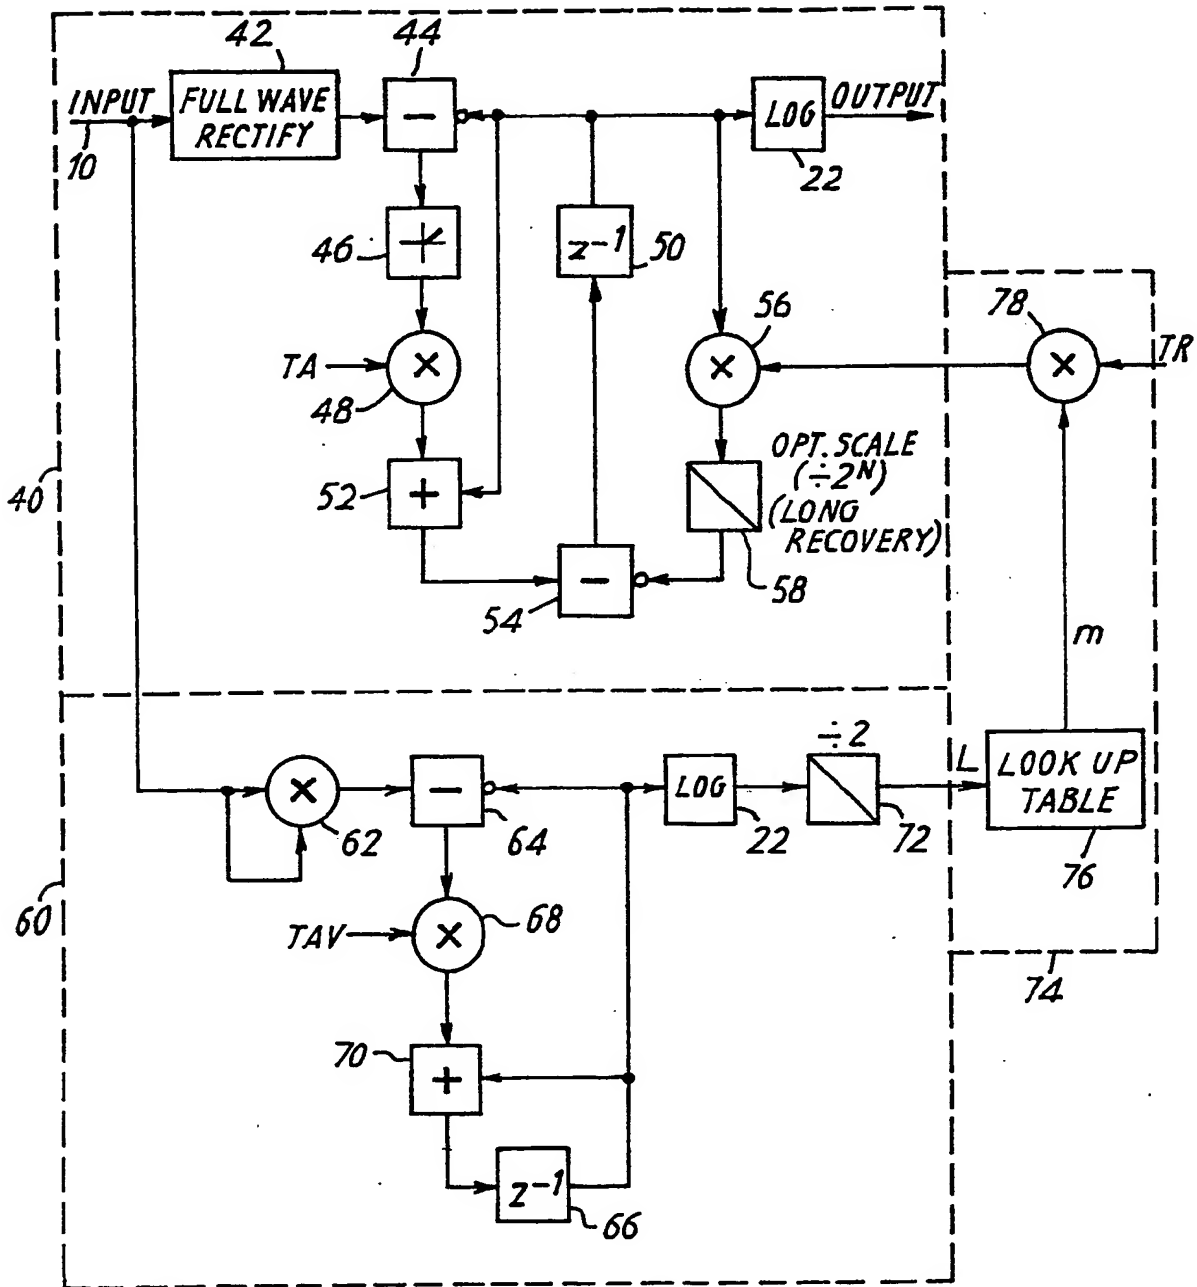 42
44
INPUT
FULL WAVE
RECTIFY
−
LOG
OUTPUT
10
22
46
z⁻¹
50
78
56
TA
×
×
×
TR
48
OPT. SCALE
(÷2ᴺ)
(LONG
RECOVERY)
40
52
+
−
54
58
m
÷2
×
−
LOG
L
LOOK UP
TABLE
62
64
22
72
76
60
TAV
×
68
74
70
+
z⁻¹
66